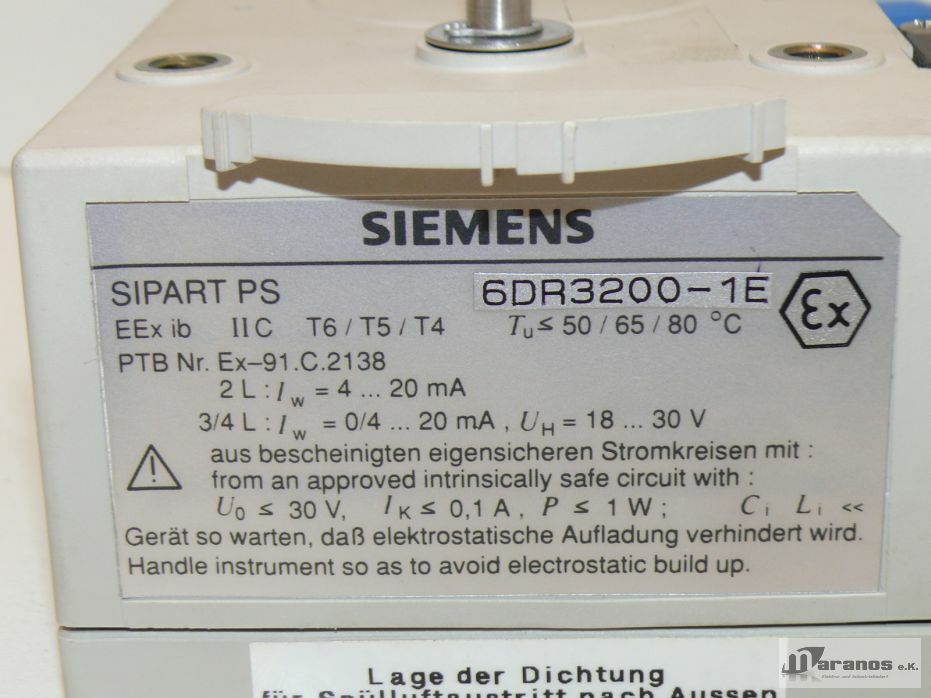 SIEMENS
SIPART PS 6DR3200-1E
EEx ib IIC T6 / T5 / T4 Tu ≤ 50 / 65 / 80 °C Ex
PTB Nr. Ex-91.C.2138
2 L : Iw = 4 ... 20 mA
3/4 L : Iw = 0/4 ... 20 mA , UH = 18 ... 30 V
aus bescheinigten eigensicheren Stromkreisen mit :
from an approved intrinsically safe circuit with :
U0 ≤ 30 V, IK ≤ 0,1 A , P ≤ 1 W ; Ci Li <<
Gerät so warten, daß elektrostatische Aufladung verhindert wird.
Handle instrument so as to avoid electrostatic build up.
Lage der Dichtung
für Spülluftaustritt nach Aussen
Maranos e.K.